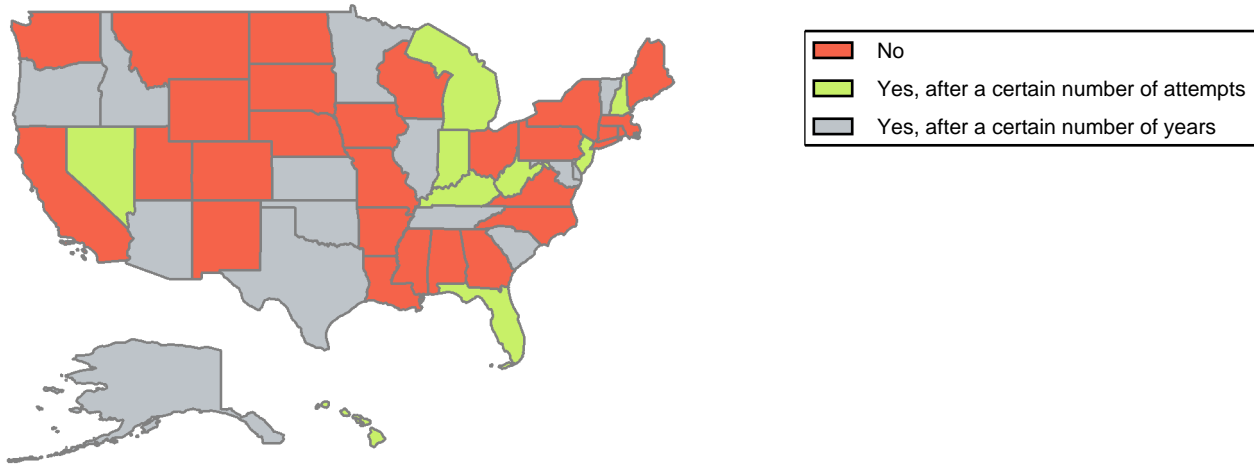 No
Yes, after a certain number of attempts
Yes, after a certain number of years